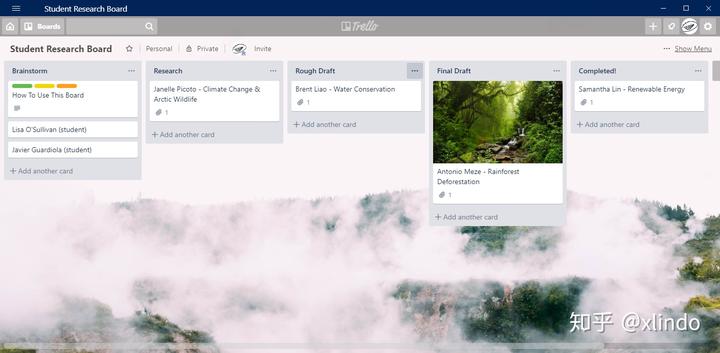 Student Research Board
Boards
Trello
Student Research Board
Personal
Private
Invite
... Show Menu
Brainstorm
How To Use This Board
Lisa O'Sullivan (student)
Javier Guardiola (student)
+ Add another card
Research
Janelle Picoto - Climate Change &
Arctic Wildlife
1
+ Add another card
Rough Draft
Brent Liao - Water Conservation
1
+ Add another card
Final Draft
Antonio Meze - Rainforest
Deforestation
1
+ Add another card
Completed!
Samantha Lin - Renewable Energy
1
+ Add another card
知乎 @xlindo